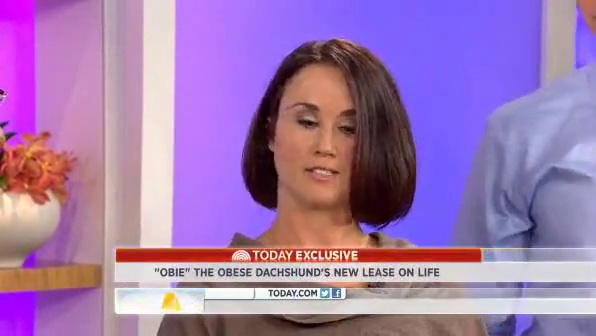 TODAY EXCLUSIVE
"OBIE" THE OBESE DACHSHUND'S NEW LEASE ON LIFE
TODAY.COM